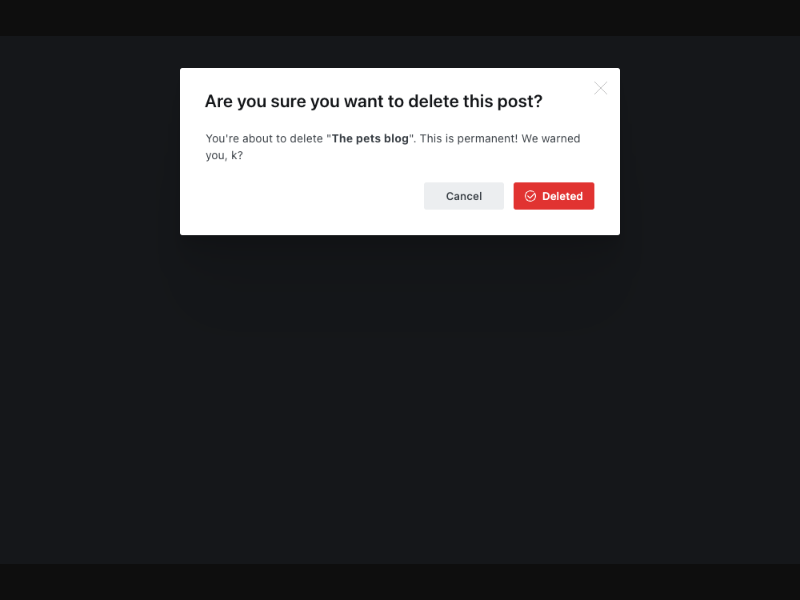 Are you sure you want to delete this post?
You're about to delete "The pets blog". This is permanent! We warned
you, k?
Cancel
Deleted